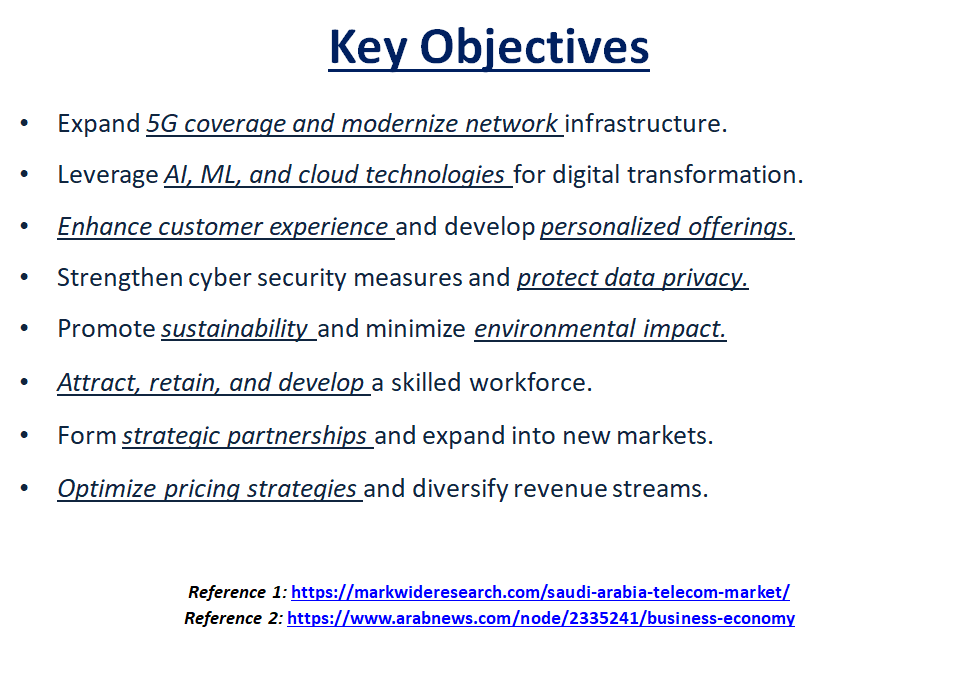 Key Objectives
• Expand 5G coverage and modernize network infrastructure.
• Leverage AI, ML, and cloud technologies for digital transformation.
• Enhance customer experience and develop personalized offerings.
• Strengthen cyber security measures and protect data privacy.
• Promote sustainability and minimize environmental impact.
• Attract, retain, and develop a skilled workforce.
• Form strategic partnerships and expand into new markets.
• Optimize pricing strategies and diversify revenue streams.
Reference 1: https://markwideresearch.com/saudi-arabia-telecom-market/
Reference 2: https://www.arabnews.com/node/2335241/business-economy